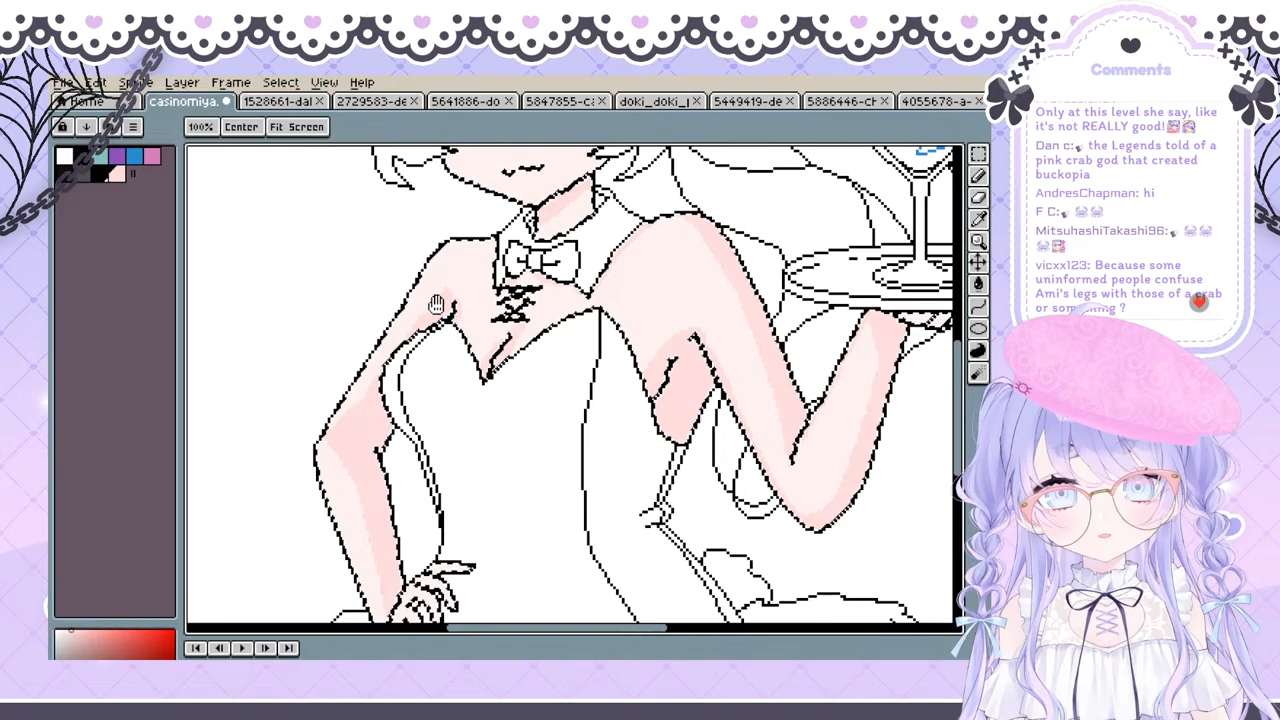 File Edit Sprite Layer Frame Select View Help
Home casinomiya. 1528661-dal 2729583-de 5641886-do 5847855-c doki_doki_ 5449419-de 5886446-ch 4055678-a-
100% Center Fit Screen
Comments
Only at this level she say, like
it's not REALLY good!
Dan c: the Legends told of a
pink crab god that created
buckopia
AndresChapman: hi
F C:
MitsuhashiTakashi96:
vicxx123: Because some
uninformed people confuse
Ami's legs with those of a crab
or something ?